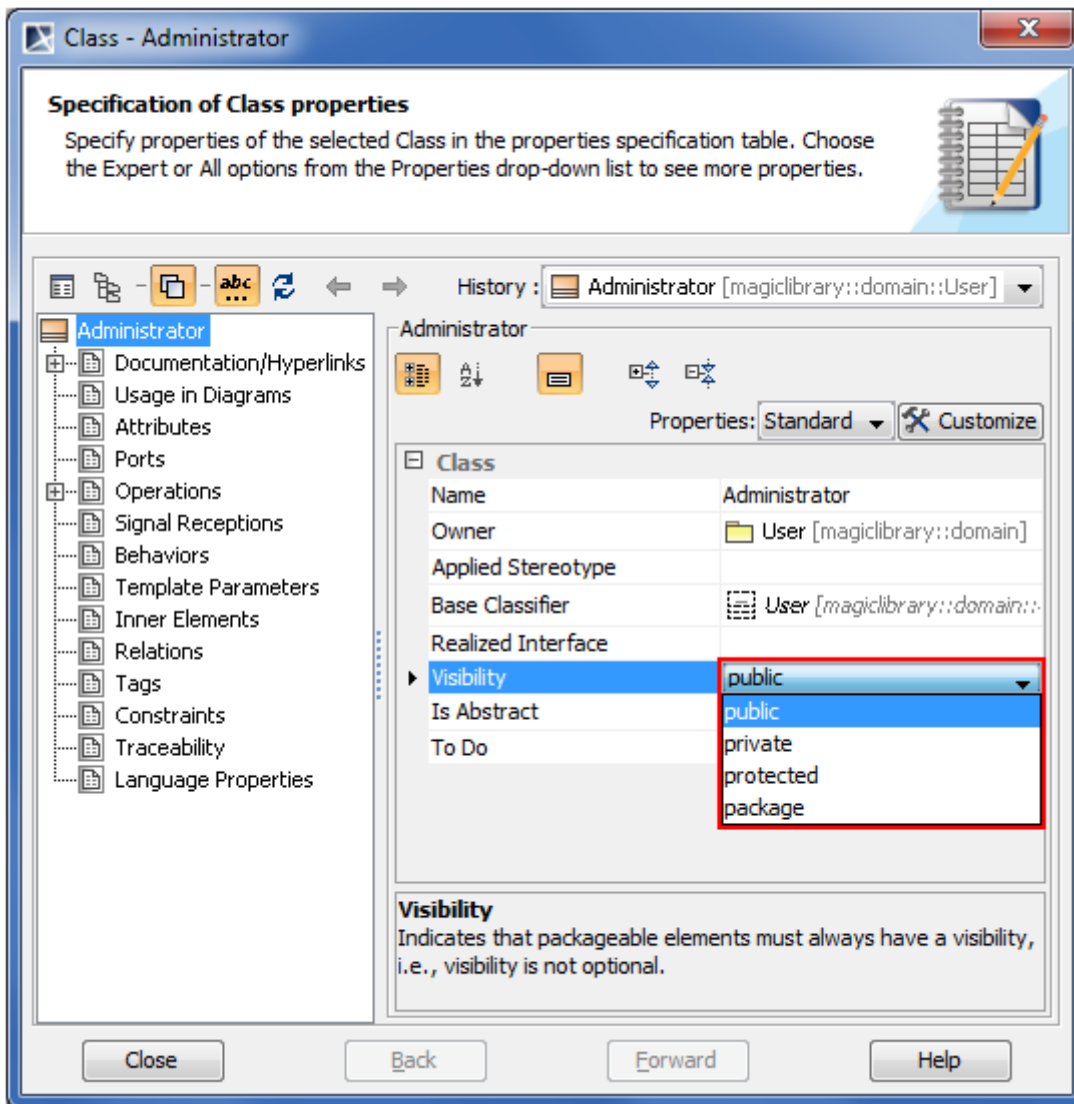 Class - Administrator
Specification of Class properties
Specify properties of the selected Class in the properties specification table. Choose
the Expert or All options from the Properties drop-down list to see more properties.
abc
History : Administrator [magiclibrary::domain::User]
Administrator
Documentation/Hyperlinks
Usage in Diagrams
Attributes
Ports
Operations
Signal Receptions
Behaviors
Template Parameters
Inner Elements
Relations
Tags
Constraints
Traceability
Language Properties
Administrator
Properties: Standard Customize
Class
Name Administrator
Owner User [magiclibrary::domain]
Applied Stereotype
Base Classifier User [magiclibrary::domain::
Realized Interface
Visibility public
Is Abstract public
To Do private
protected
package
Visibility
Indicates that packageable elements must always have a visibility,
i.e., visibility is not optional.
Close Back Forward Help